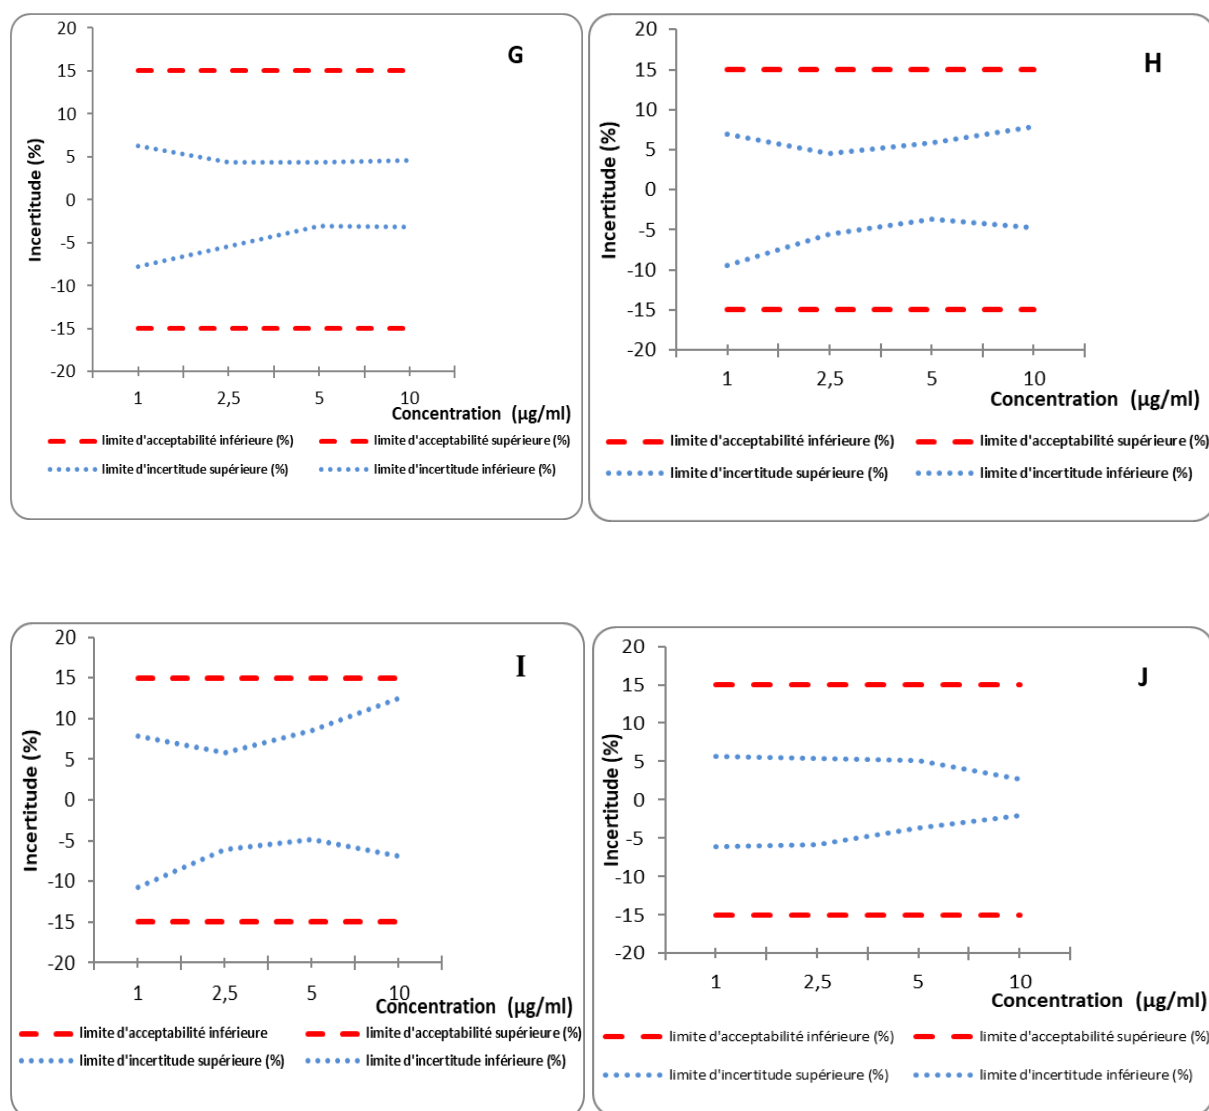 G
20
15
10
5
0
-5
-10
-15
-20
Incertitude (%)
1 2,5 5 10
Concentration (µg/ml)
limite d'acceptabilité inférieure (%) limite d'acceptabilité supérieure (%)
limite d'incertitude supérieure (%) limite d'incertitude inférieure (%)
H
20
15
10
5
0
-5
-10
-15
-20
Incertitude (%)
1 2,5 5 10
Concentration (µg/ml)
limite d'acceptabilité inférieure (%) limite d'acceptabilité supérieure (%)
limite d'incertitude supérieure (%) limite d'incertitude inférieure (%)
I
20
15
10
5
0
-5
-10
-15
-20
Incertitude (%)
1 2,5 5 10
Concentration (µg/ml)
limite d'acceptabilité inférieure limite d'acceptabilité supérieure (%)
limite d'incertitude supérieure (%) limite d'incertitude inférieure (%)
J
20
15
10
5
0
-5
-10
-15
-20
Incertitude (%)
1 2,5 5 10
Concentration (µg/ml)
limite d'acceptabilité inférieure (%) limite d'acceptabilité supérieure (%)
limite d'incertitude supérieure (%) limite d'incertitude inférieure (%)